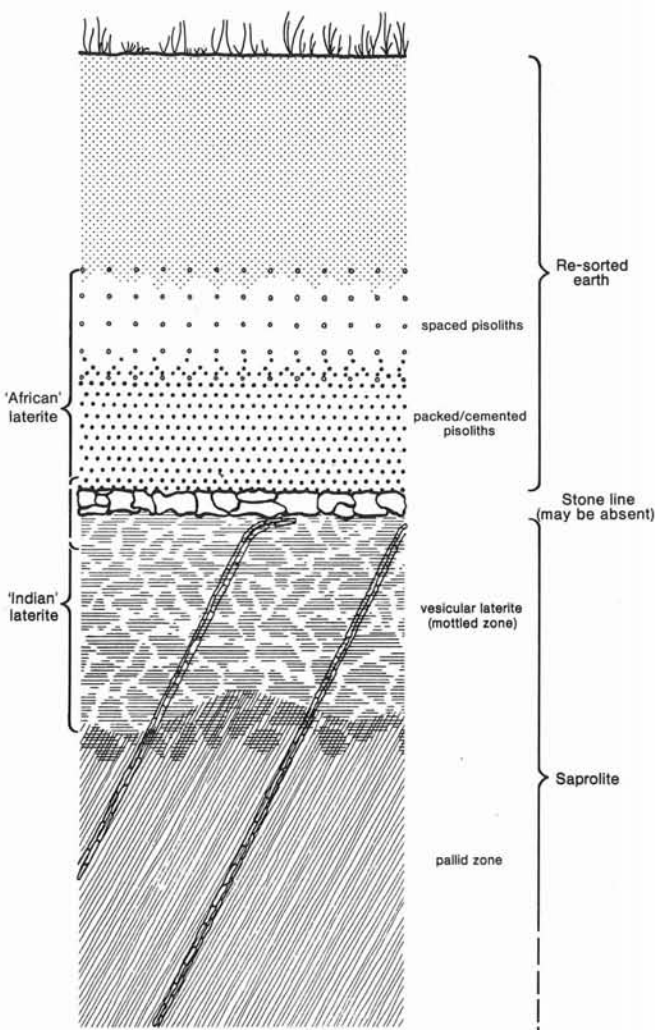 Re-sorted
earth
spaced pisoliths
'African'
laterite
packed/cemented
pisoliths
Stone line
(may be absent)
'Indian'
laterite
vesicular laterite
(mottled zone)
Saprolite
pallid zone